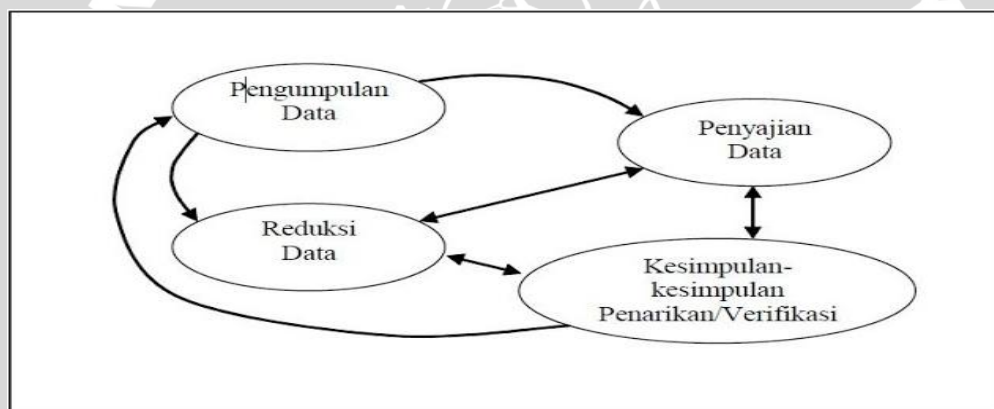 Pengumpulan
Data
Penyajian
Data
Reduksi
Data
Kesimpulan-
kesimpulan
Penarikan/Verifikasi